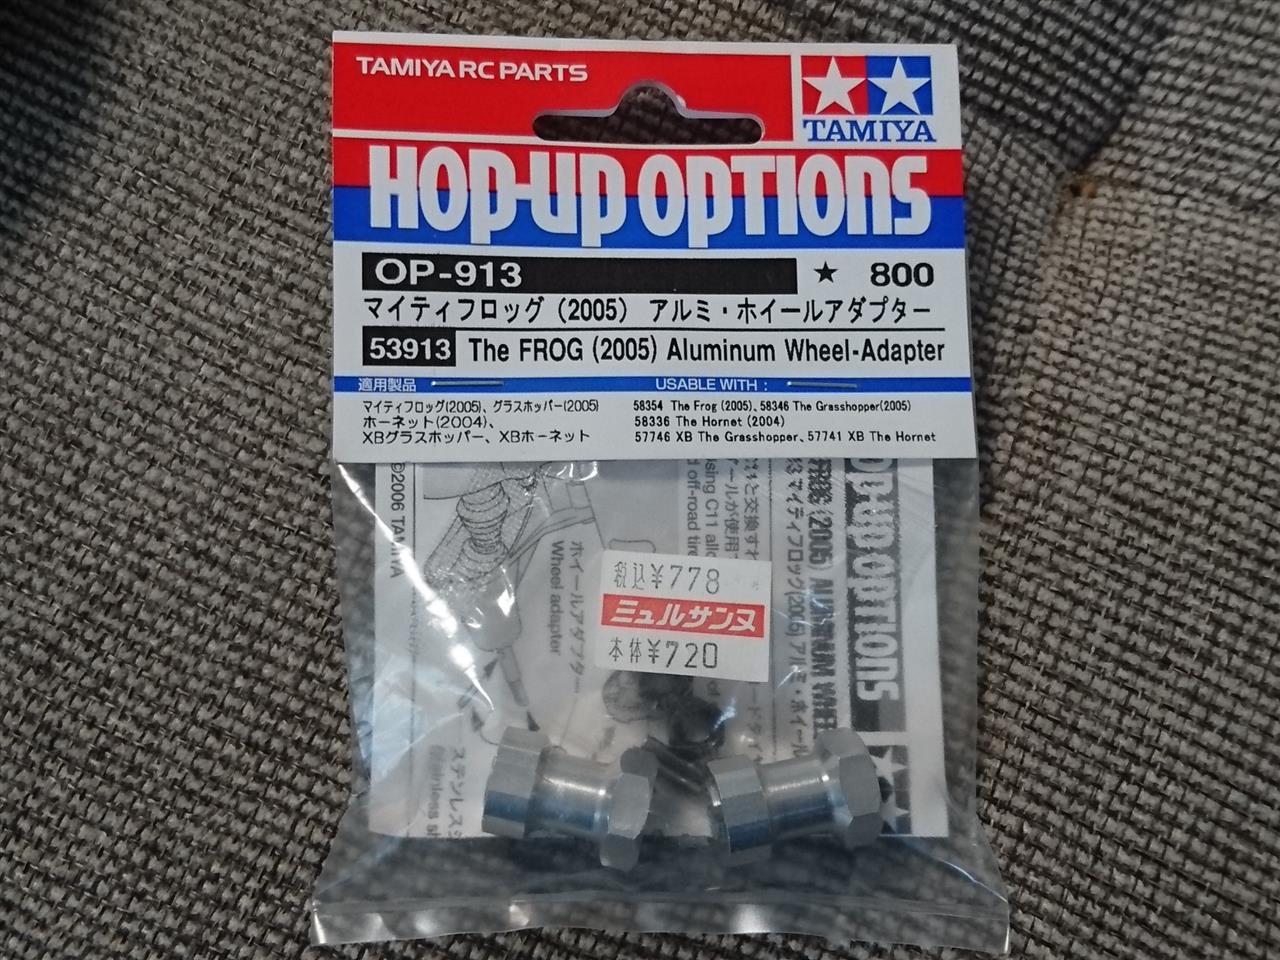 TAMIYA RC PARTS
TAMIYA
HOP-UP OPTIONS
OP-913 ★ 800
マイティフロッグ (2005) アルミ・ホイールアダプター
53913 The FROG (2005) Aluminum Wheel-Adapter
適用製品 USABLE WITH :
マイティフロッグ(2005)、グラスホッパー(2005)
ホーネット(2004)、
XBグラスホッパー、XBホーネット
58354 The Frog (2005)、58346 The Grasshopper(2005)
58336 The Hornet (2004)
57746 XB The Grasshopper、57741 XB The Hornet
©2006 TAMIYA
ホイールアダプター
Wheel adapter
税込¥778
ミュルサンヌ
本体¥720
OPTIONS